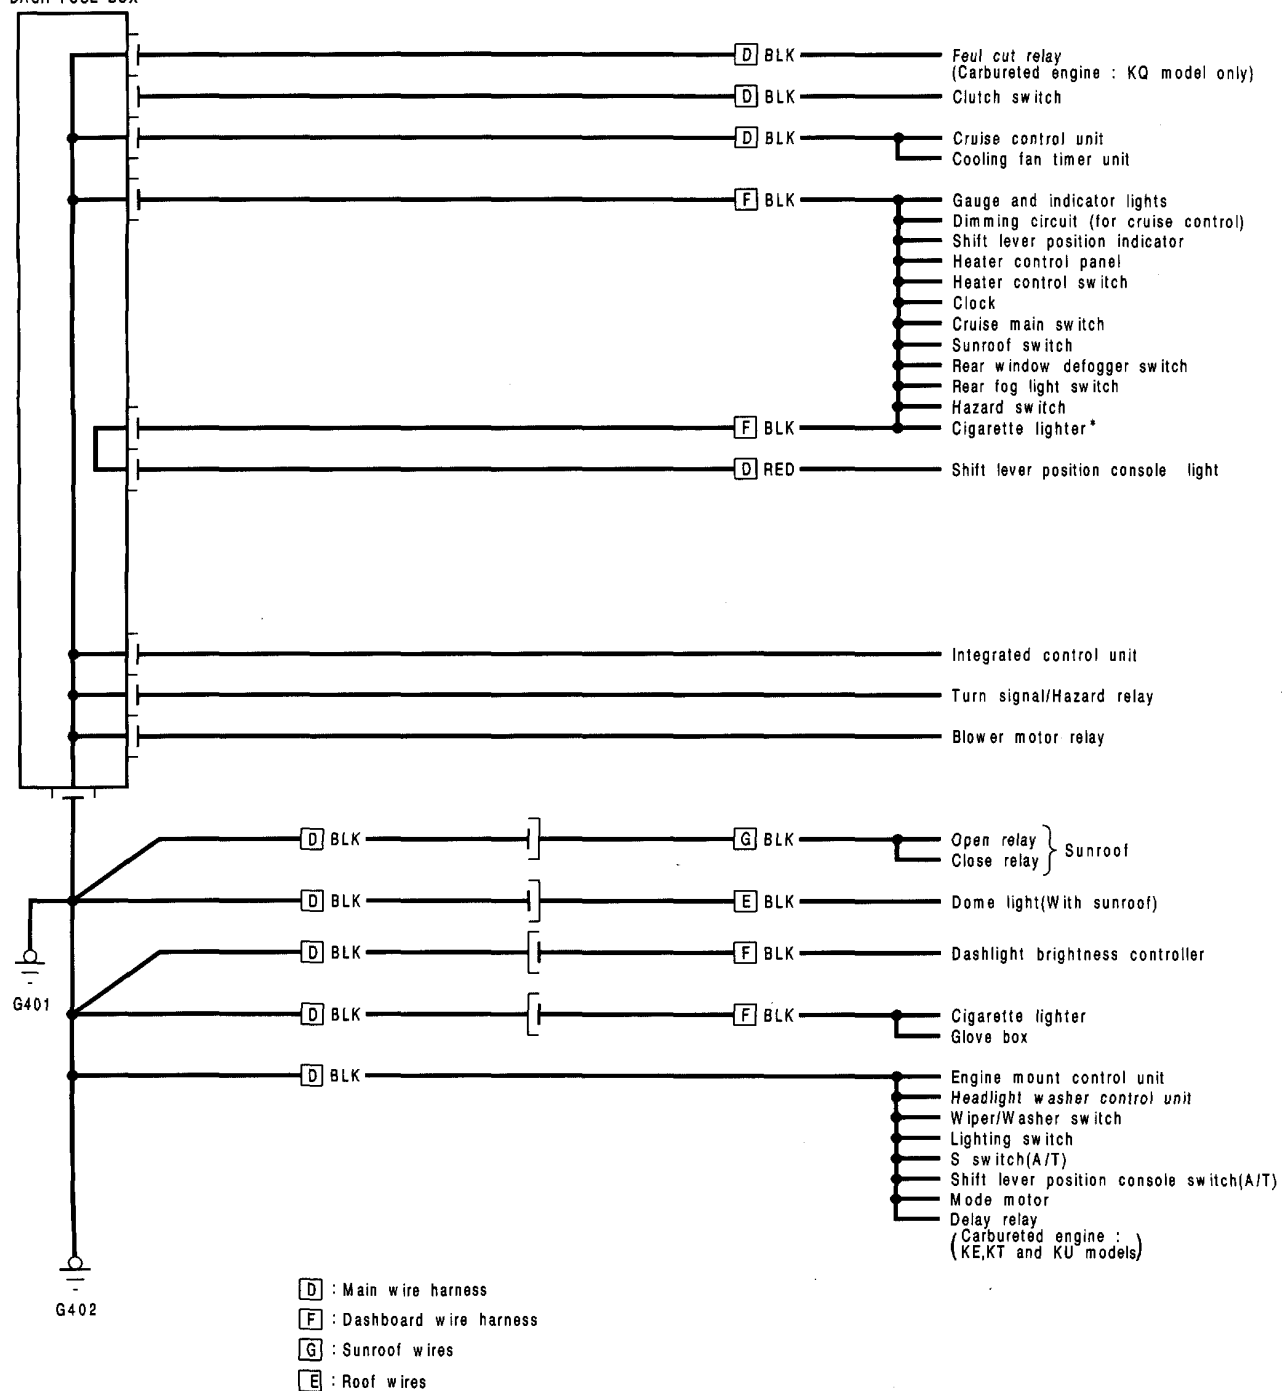 DASH FUSE BOX
D BLK Feul cut relay
(Carbureted engine : KQ model only)
D BLK Clutch switch
D BLK Cruise control unit
Cooling fan timer unit
F BLK Gauge and indicator lights
Dimming circuit (for cruise control)
Shift lever position indicator
Heater control panel
Heater control switch
Clock
Cruise main switch
Sunroof switch
Rear window defogger switch
Rear fog light switch
Hazard switch
F BLK Cigarette lighter*
D RED Shift lever position console light
Integrated control unit
Turn signal/Hazard relay
Blower motor relay
D BLK G BLK Open relay
Close relay
Sunroof
D BLK E BLK Dome light(With sunroof)
D BLK F BLK Dashlight brightness controller
G401
D BLK F BLK Cigarette lighter
Glove box
D BLK Engine mount control unit
Headlight washer control unit
Wiper/Washer switch
Lighting switch
S switch(A/T)
Shift lever position console switch(A/T)
Mode motor
Delay relay
(Carbureted engine :
KE,KT and KU models)
G402
D : Main wire harness
F : Dashboard wire harness
G : Sunroof wires
E : Roof wires